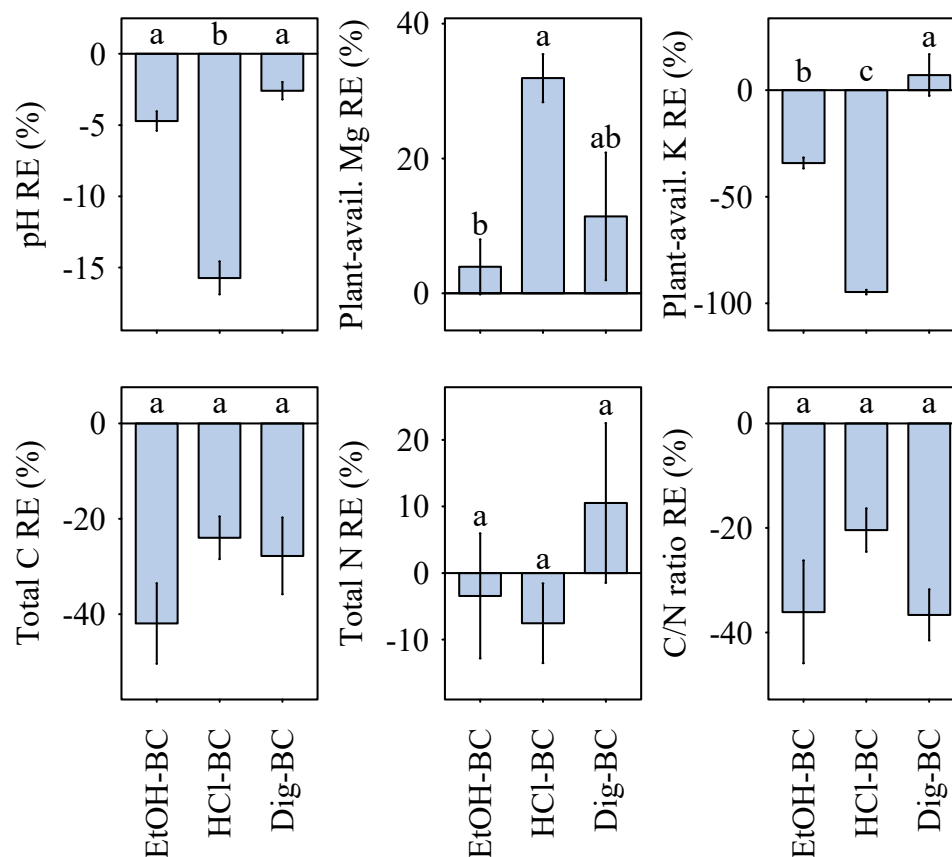 pH RE (%)
0
-5
-10
-15
a b a
Plant-avail. Mg RE (%)
40
20
0
b
a
ab
Plant-avail. K RE (%)
0
-50
-100
b
c
a
Total C RE (%)
0
-20
-40
a a a
Total N RE (%)
20
10
0
-10
a
a
a
C/N ratio RE (%)
0
-20
-40
a a a
EtOH-BC
HCl-BC
Dig-BC
EtOH-BC
HCl-BC
Dig-BC
EtOH-BC
HCl-BC
Dig-BC